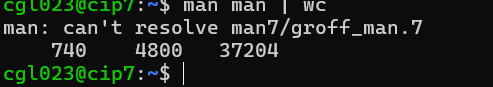 cgl023@cip7:~$ man man | wc
man: can't resolve man7/groff_man.7
    740    4800   37204
cgl023@cip7:~$